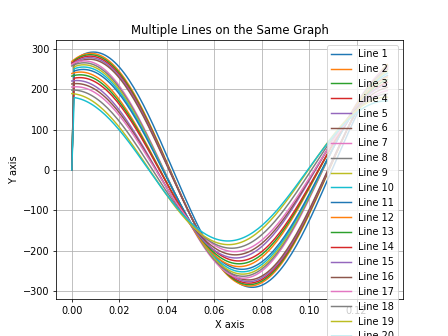 Multiple Lines on the Same Graph
Y axis
300
200
100
0
−100
−200
−300
0.00
0.02
0.04
0.06
0.08
0.10
X axis
Line 1
Line 2
Line 3
Line 4
Line 5
Line 6
Line 7
Line 8
Line 9
Line 10
Line 11
Line 12
Line 13
Line 14
Line 15
Line 16
Line 17
Line 18
Line 19
Line 20